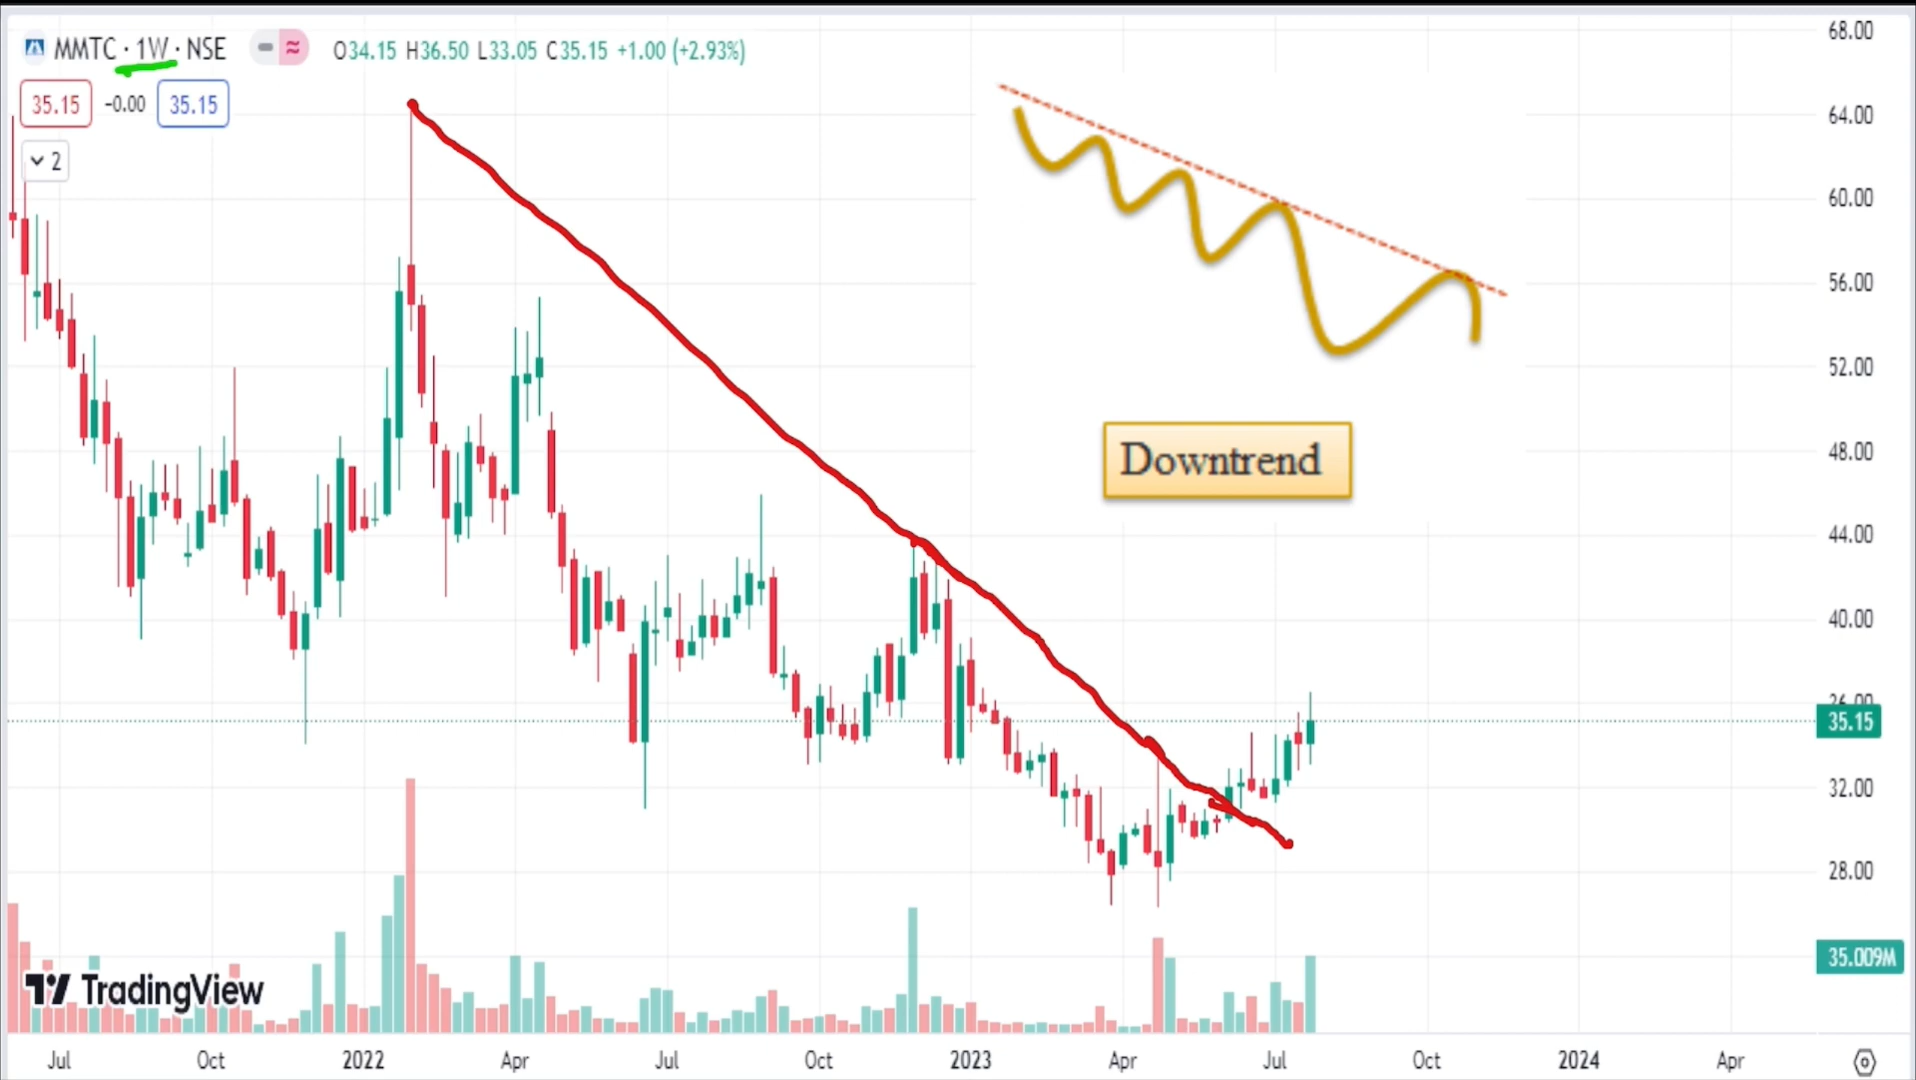 MMTC · 1W · NSE O34.15 H36.50 L33.05 C35.15 +1.00 (+2.93%)
35.15 -0.00 35.15
2
68.00
64.00
60.00
56.00
52.00
48.00
44.00
40.00
35.15
32.00
28.00
35.009M
Downtrend
TradingView
Jul Oct 2022 Apr Jul Oct 2023 Apr Jul Oct 2024 Apr